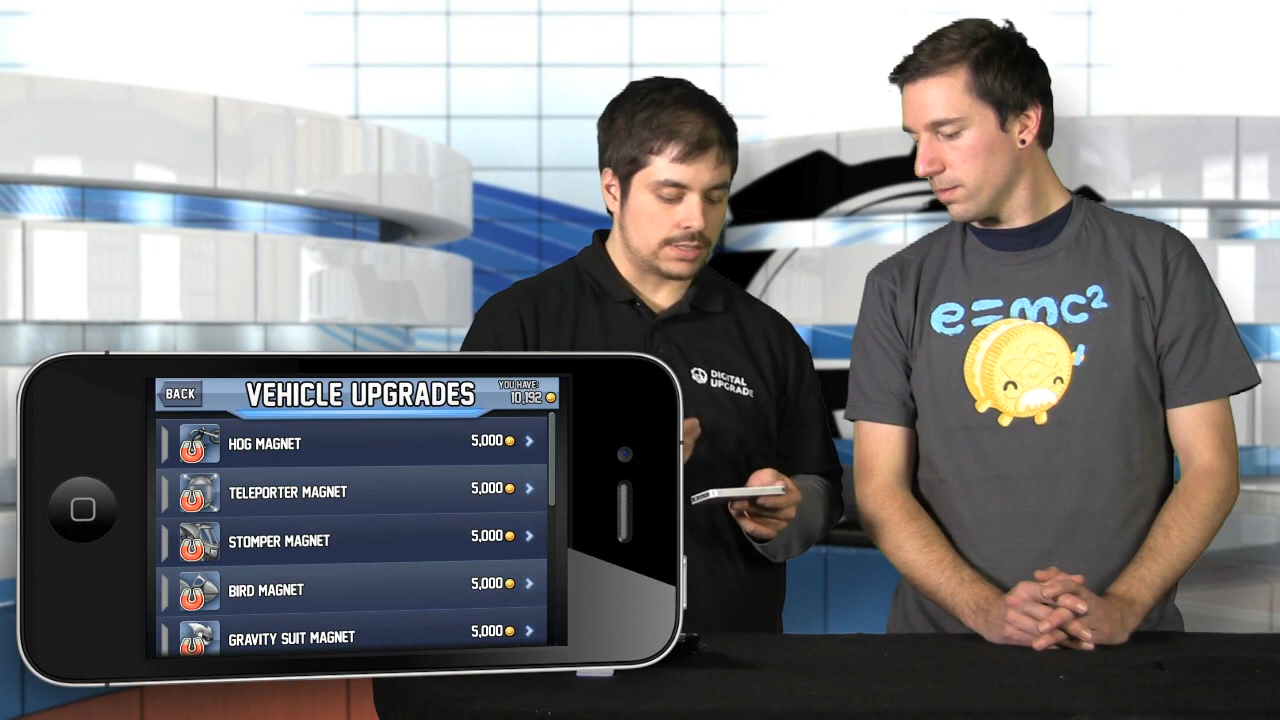 BACK
VEHICLE UPGRADES
YOU HAVE:
10,192
HOG MAGNET 5,000
TELEPORTER MAGNET 5,000
STOMPER MAGNET 5,000
BIRD MAGNET 5,000
GRAVITY SUIT MAGNET 5,000
DIGITAL
UPGRADE
e=mc²